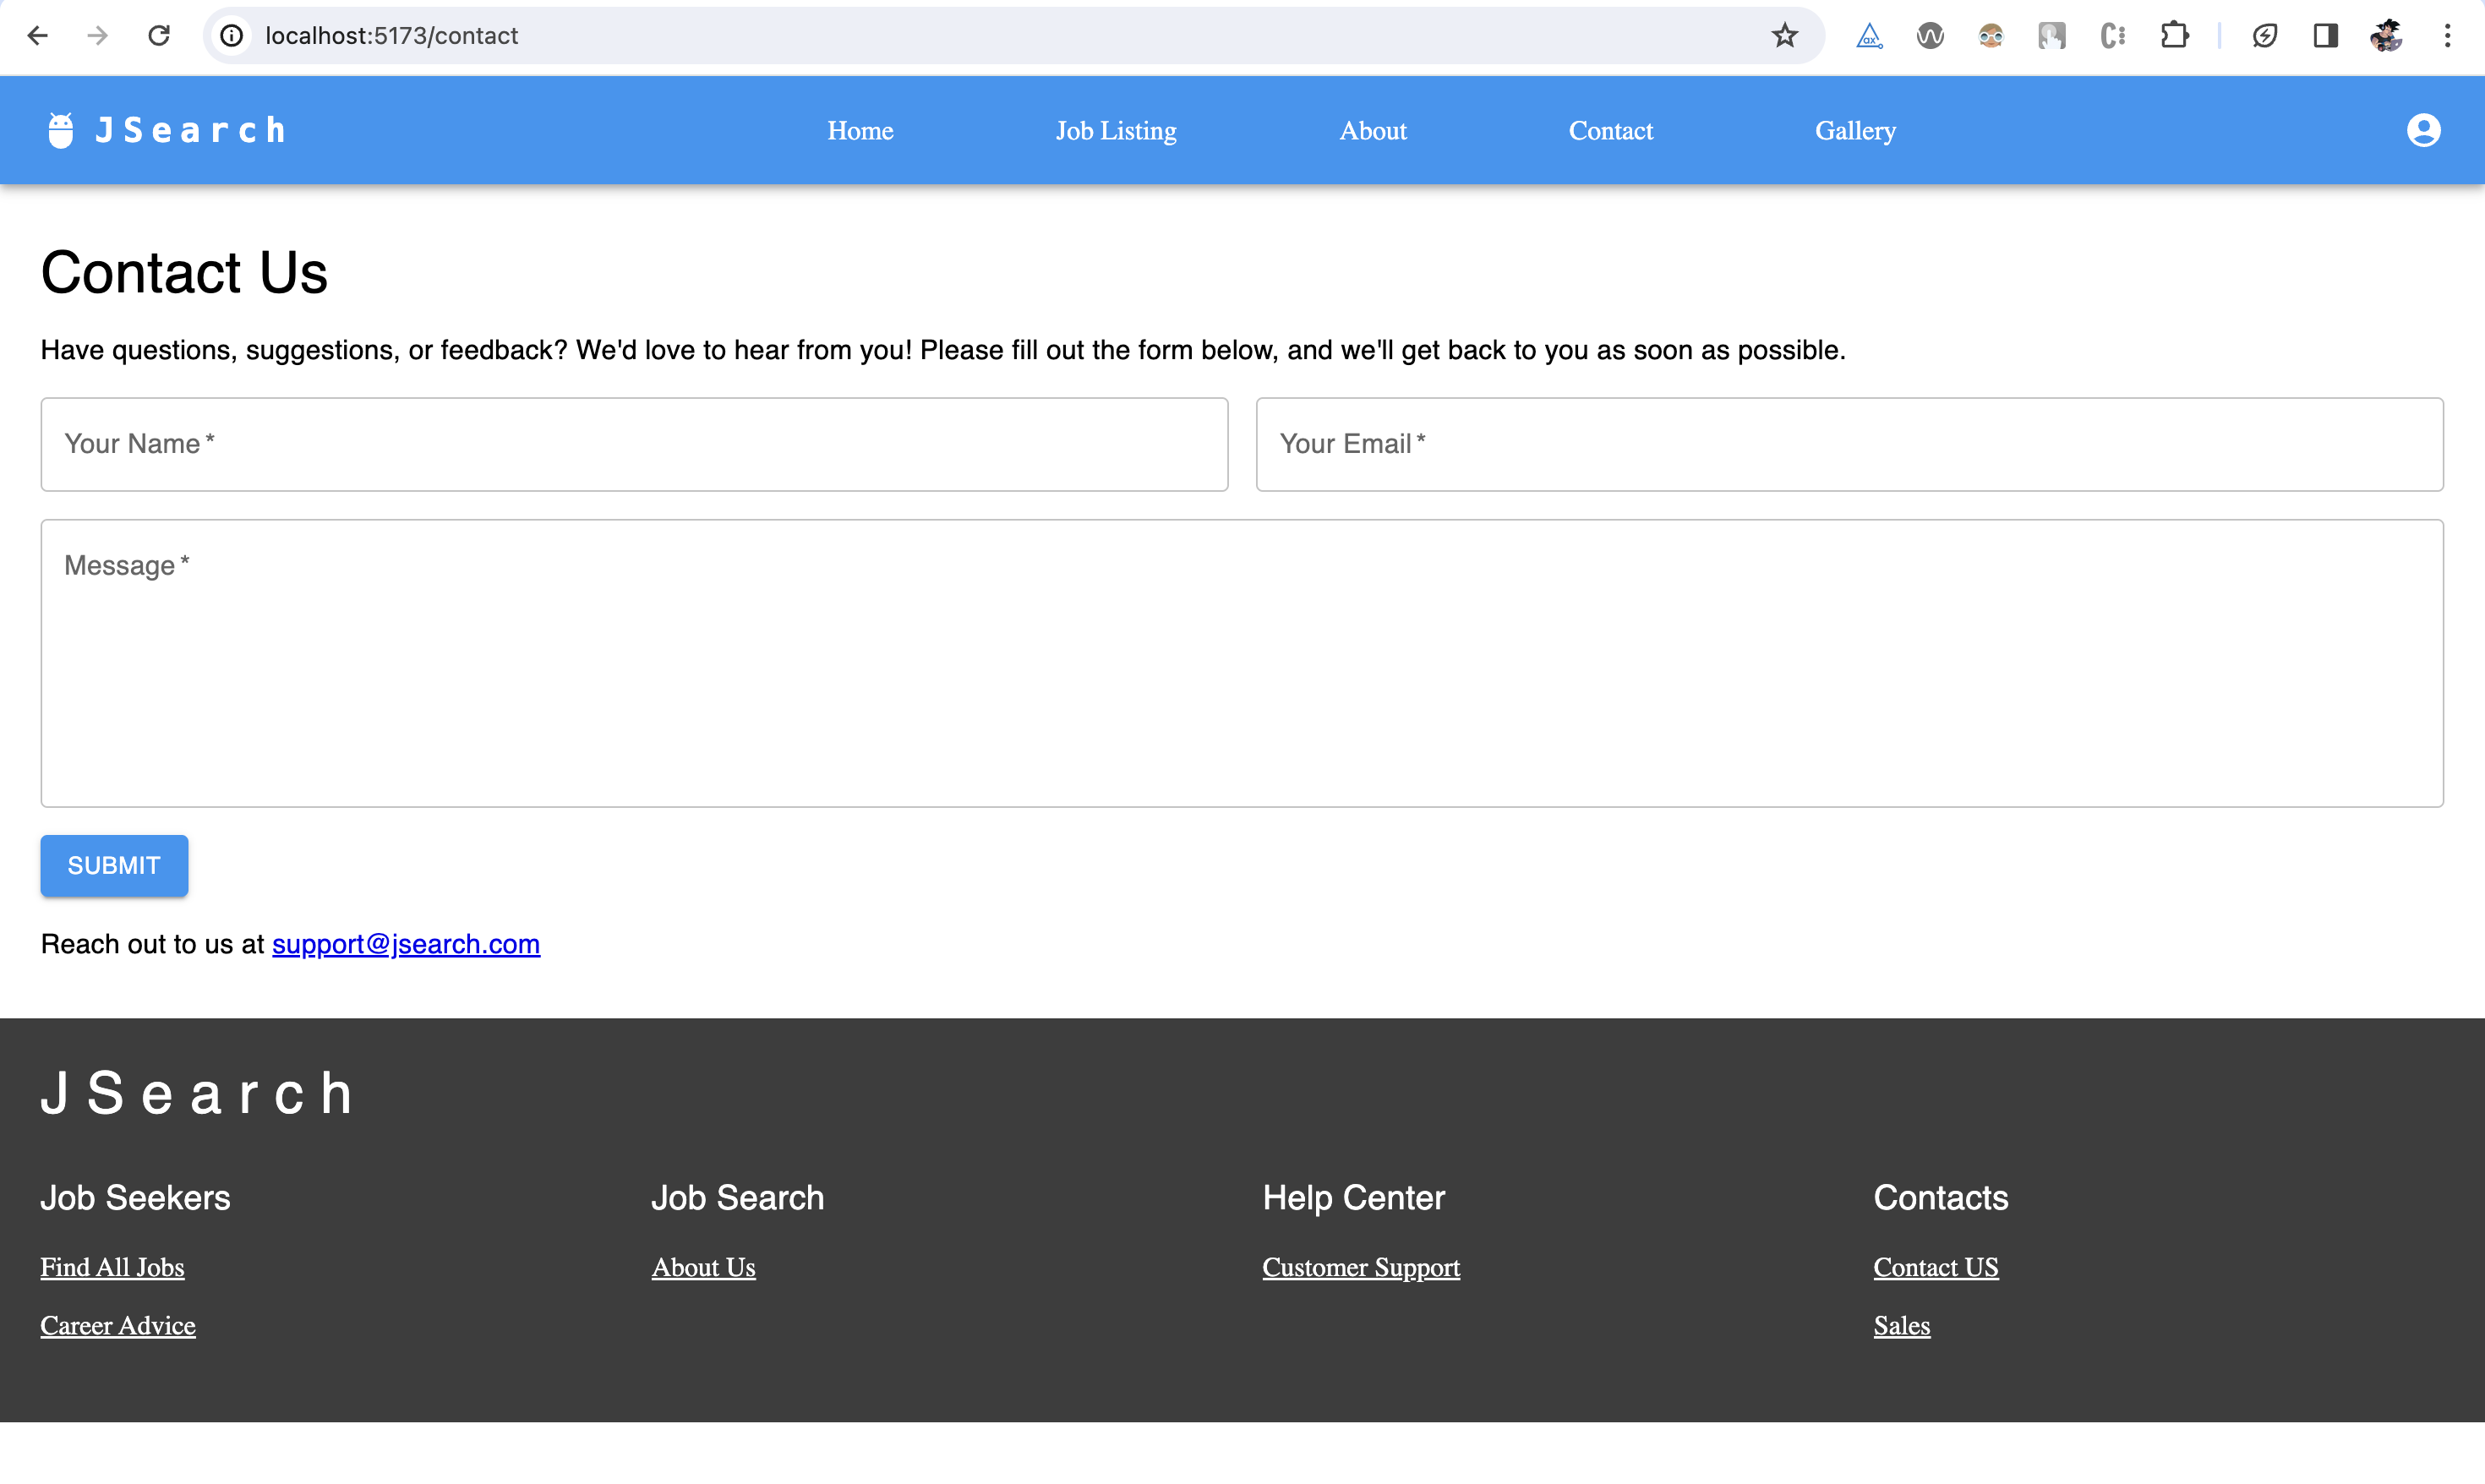 localhost:5173/contact
JSearch
Home Job Listing About Contact Gallery
Contact Us
Have questions, suggestions, or feedback? We'd love to hear from you! Please fill out the form below, and we'll get back to you as soon as possible.
Your Name * Your Email *
Message *
SUBMIT
Reach out to us at support@jsearch.com
JSearch
Job Seekers Job Search Help Center Contacts
Find All Jobs About Us Customer Support Contact US
Career Advice Sales